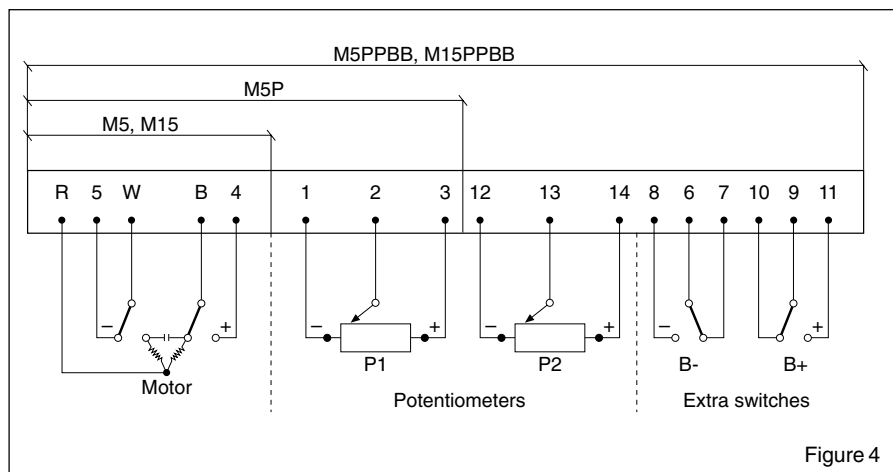 M5PPBB, M15PPBB
M5P
M5, M15
R 5 W B 4 1 2 3 12 13 14 8 6 7 10 9 11
− + − + − + − +
P1 P2 B- B+
Motor
Potentiometers Extra switches
Figure 4